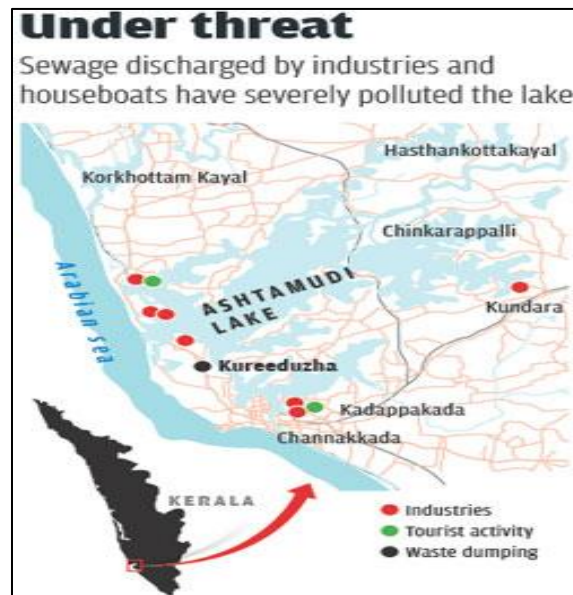 Under threat
Sewage discharged by industries and
houseboats have severely polluted the lake
Hasthankottakayal
Korkhottam Kayal
Chinkarappalli
Arabian Sea
ASHTAMUDI
LAKE
Kundara
Kureeduzha
Kadappakada
Channakkada
KERALA
Industries
Tourist activity
Waste dumping